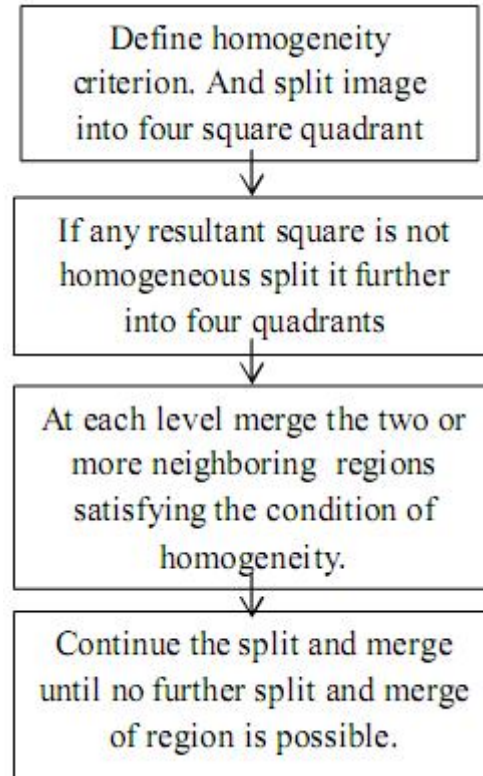 Define homogeneity
criterion. And split image
into four square quadrant
If any resultant square is not
homogeneous split it further
into four quadrants
At each level merge the two or
more neighboring regions
satisfying the condition of
homogeneity.
Continue the split and merge
until no further split and merge
of region is possible.